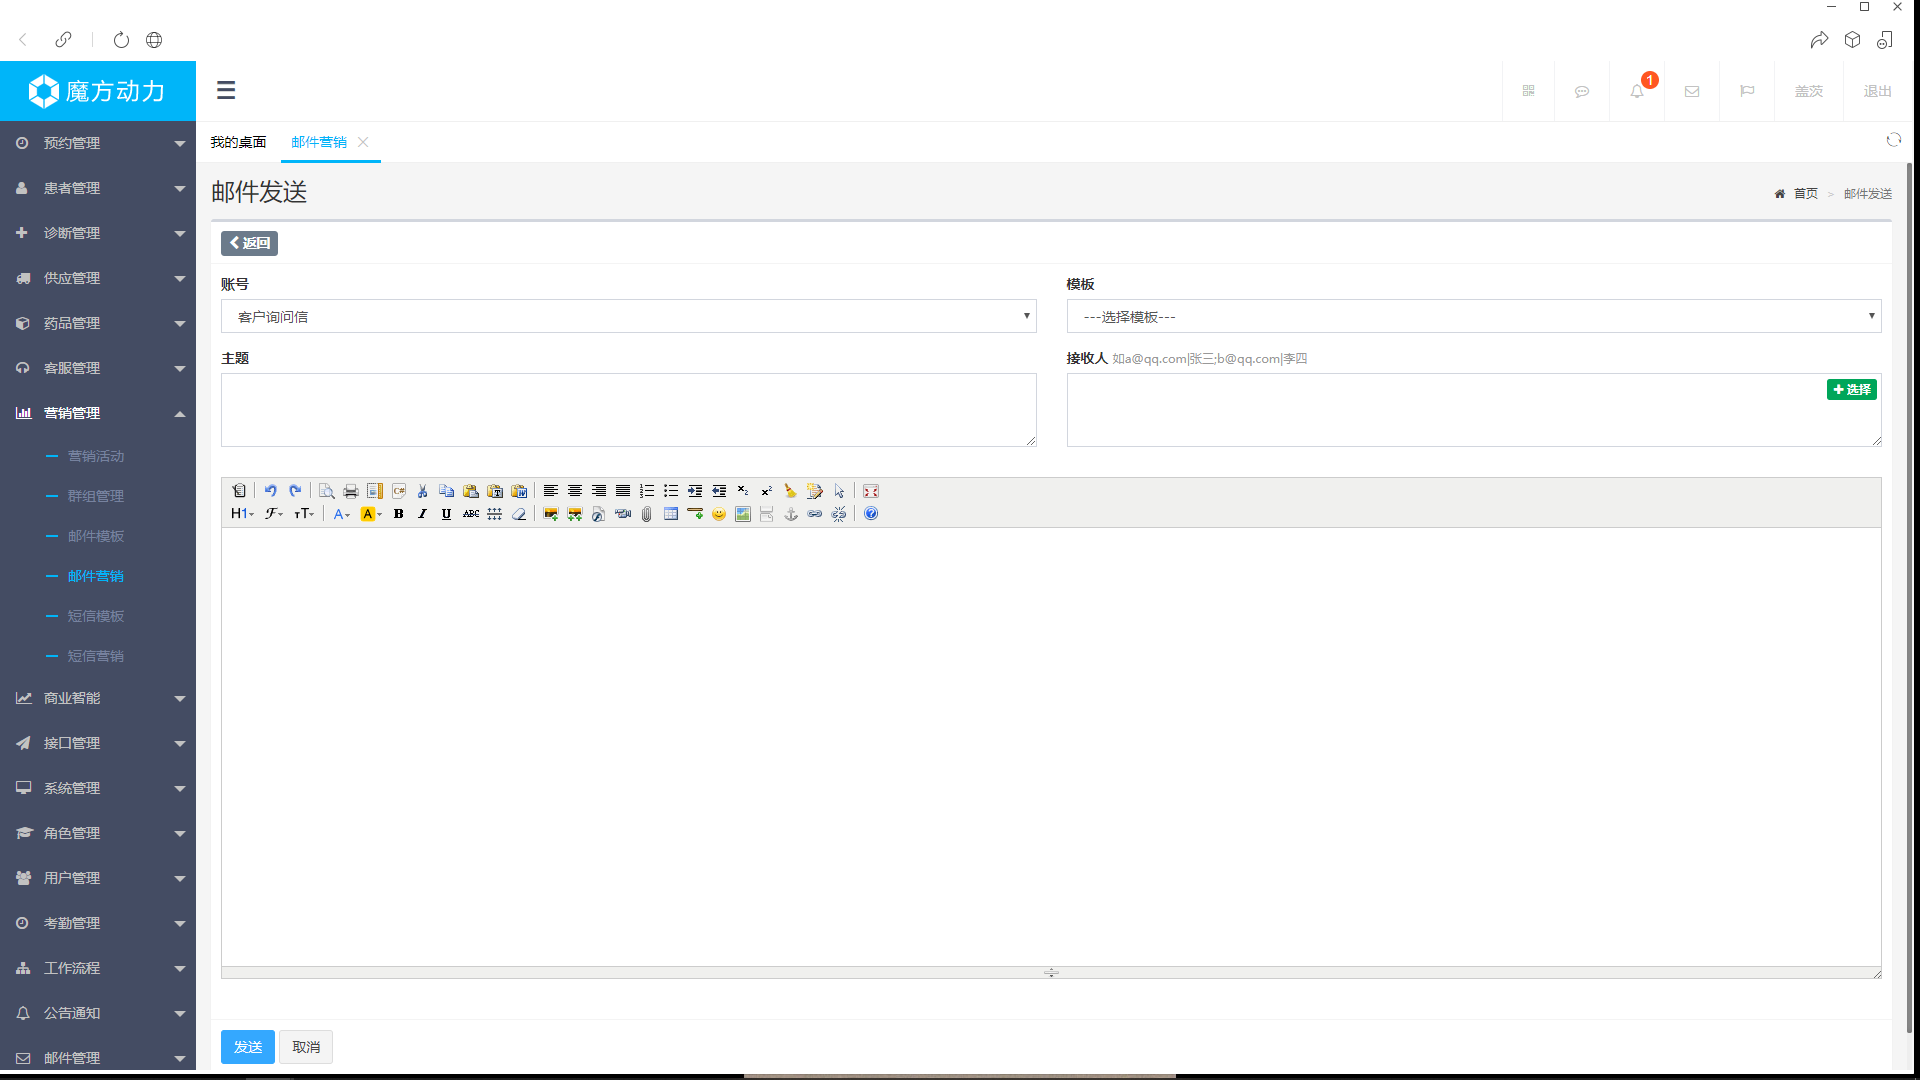 魔方动力
1
盖茨
退出
我的桌面
邮件营销
预约管理
患者管理
诊断管理
供应管理
药品管理
客服管理
营销管理
营销活动
群组管理
邮件模板
邮件营销
短信模板
短信营销
商业智能
接口管理
系统管理
角色管理
用户管理
考勤管理
工作流程
公告通知
邮件管理
邮件发送
首页 > 邮件发送
返回
账号
模板
客户询问信
---选择模板---
主题
接收人 如a@qq.com|张三;b@qq.com|李四
选择
H1 F TT A A B I U ABC
发送
取消